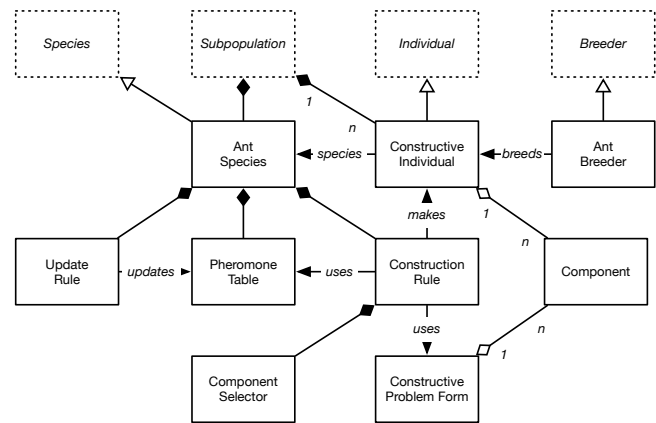 Species
Subpopulation
Individual
Breeder
1
n
Ant
Species
species
Constructive
Individual
breeds
Ant
Breeder
makes
1
n
Update
Rule
updates
Pheromone
Table
uses
Construction
Rule
Component
uses
n
1
Component
Selector
Constructive
Problem Form